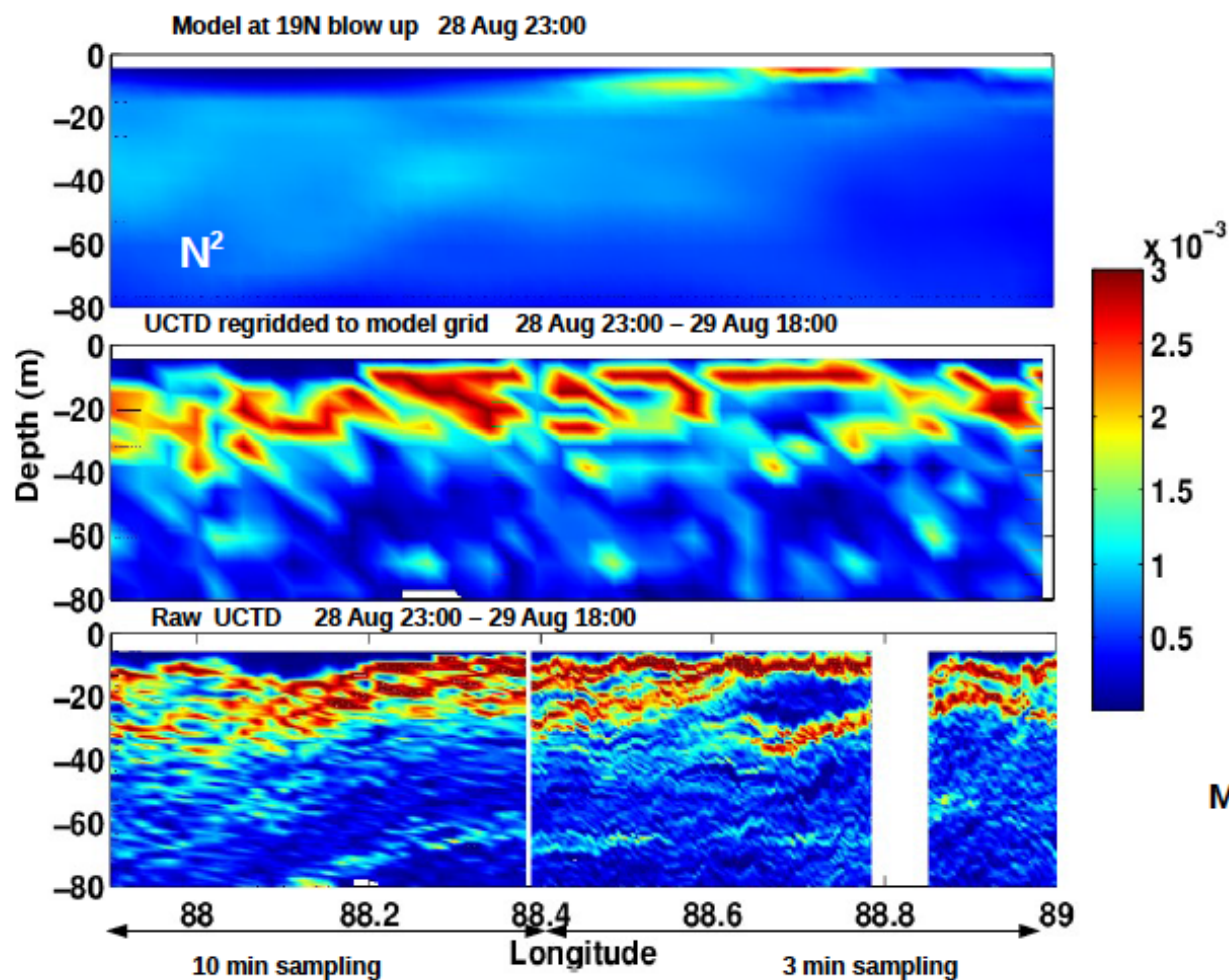 Model at 19N blow up 28 Aug 23:00
0
−20
−40
−60
−80
N²
UCTD regridded to model grid 28 Aug 23:00 – 29 Aug 18:00
0
−20
−40
−60
−80
Depth (m)
Raw UCTD 28 Aug 23:00 – 29 Aug 18:00
0
−20
−40
−60
−80
88 88.2 88.4 88.6 88.8 89
Longitude
10 min sampling 3 min sampling
x 10⁻³
3
2.5
2
1.5
1
0.5
M